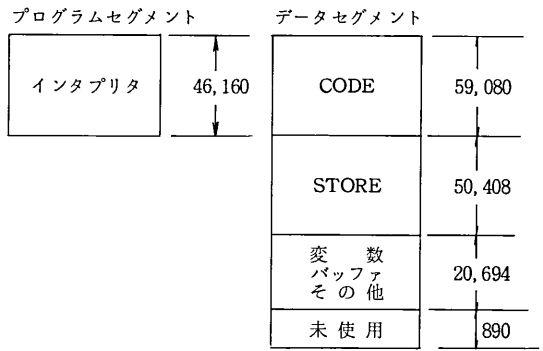 プログラムセグメント
データセグメント
インタプリタ
46,160
CODE
59,080
STORE
50,408
変 数
バッファ
その他
20,694
未使用
890